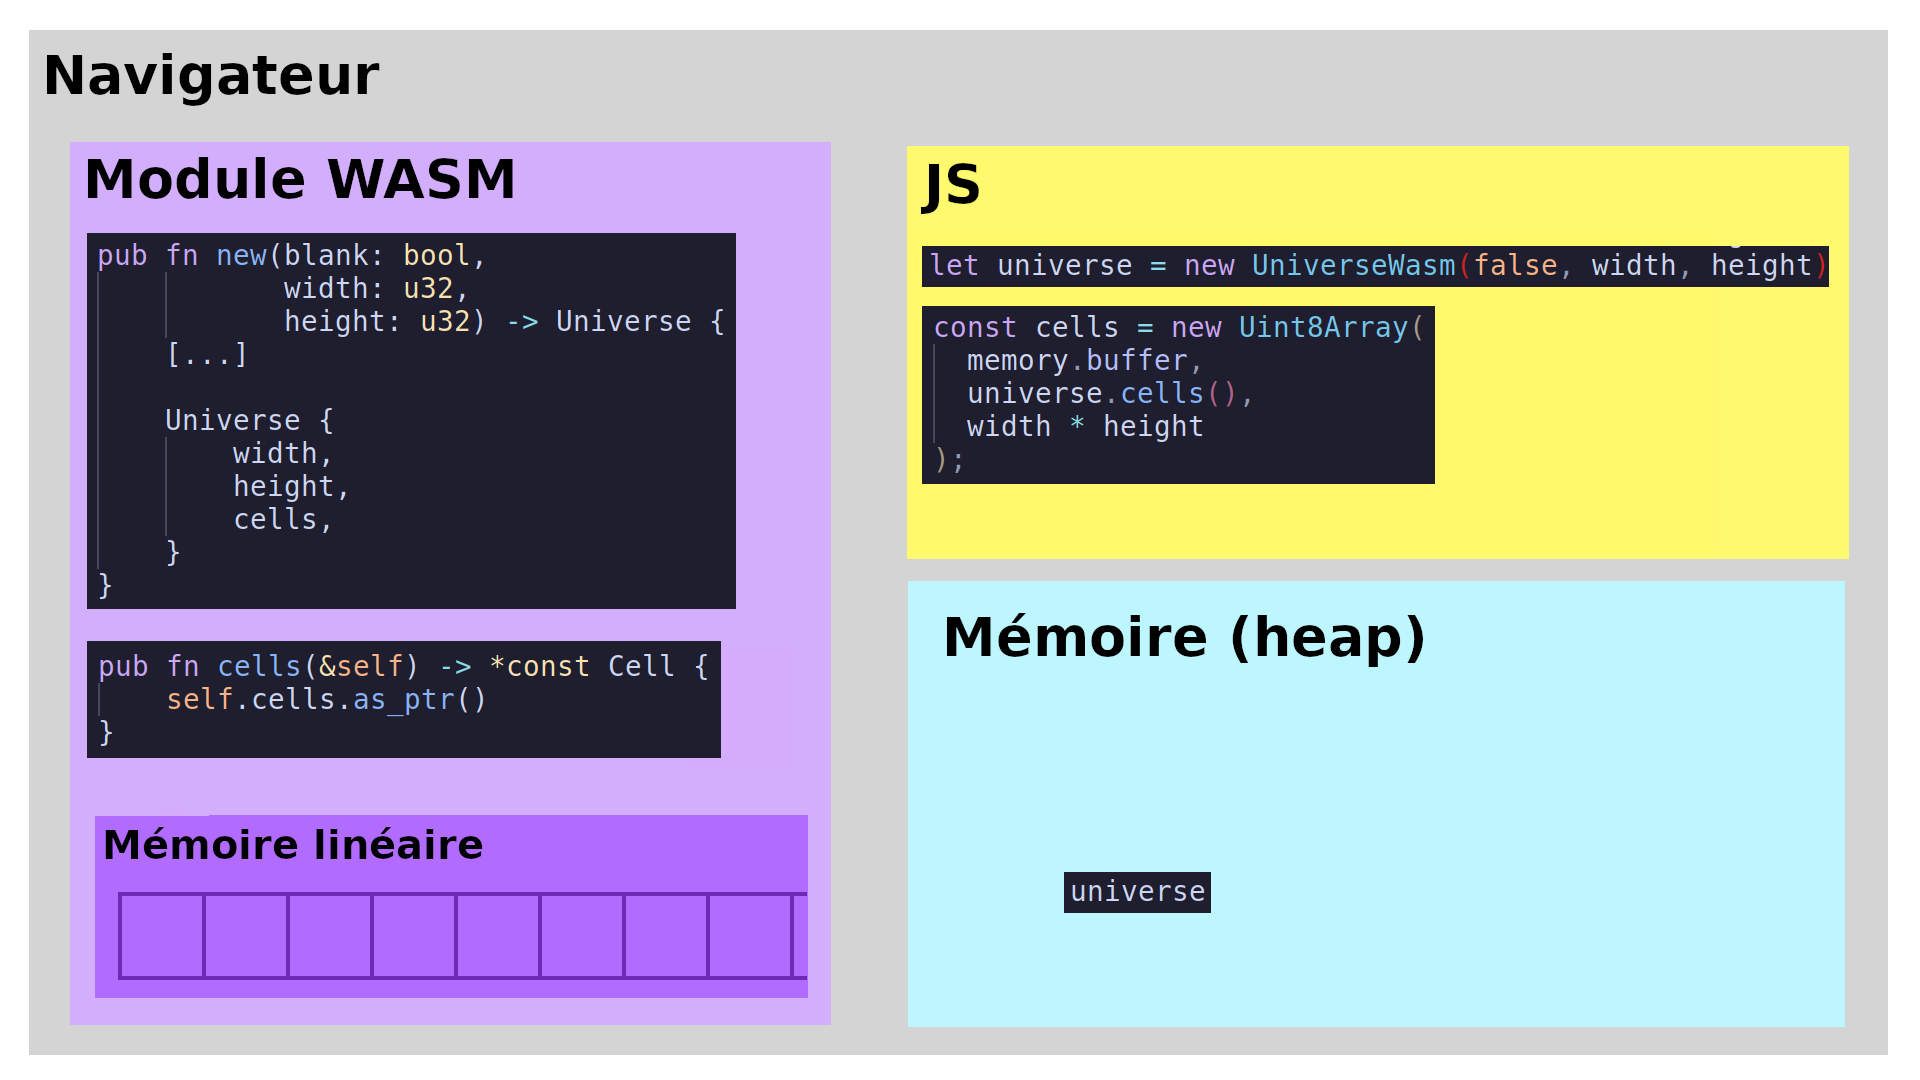 Navigateur
Module WASM
pub fn new(blank: bool,
           width: u32,
           height: u32) -> Universe {
    [...]

    Universe {
        width,
        height,
        cells,
    }
}
pub fn cells(&self) -> *const Cell {
    self.cells.as_ptr()
}
Mémoire linéaire
JS
let universe = new UniverseWasm(false, width, height)
const cells = new Uint8Array(
  memory.buffer,
  universe.cells(),
  width * height
);
Mémoire (heap)
universe